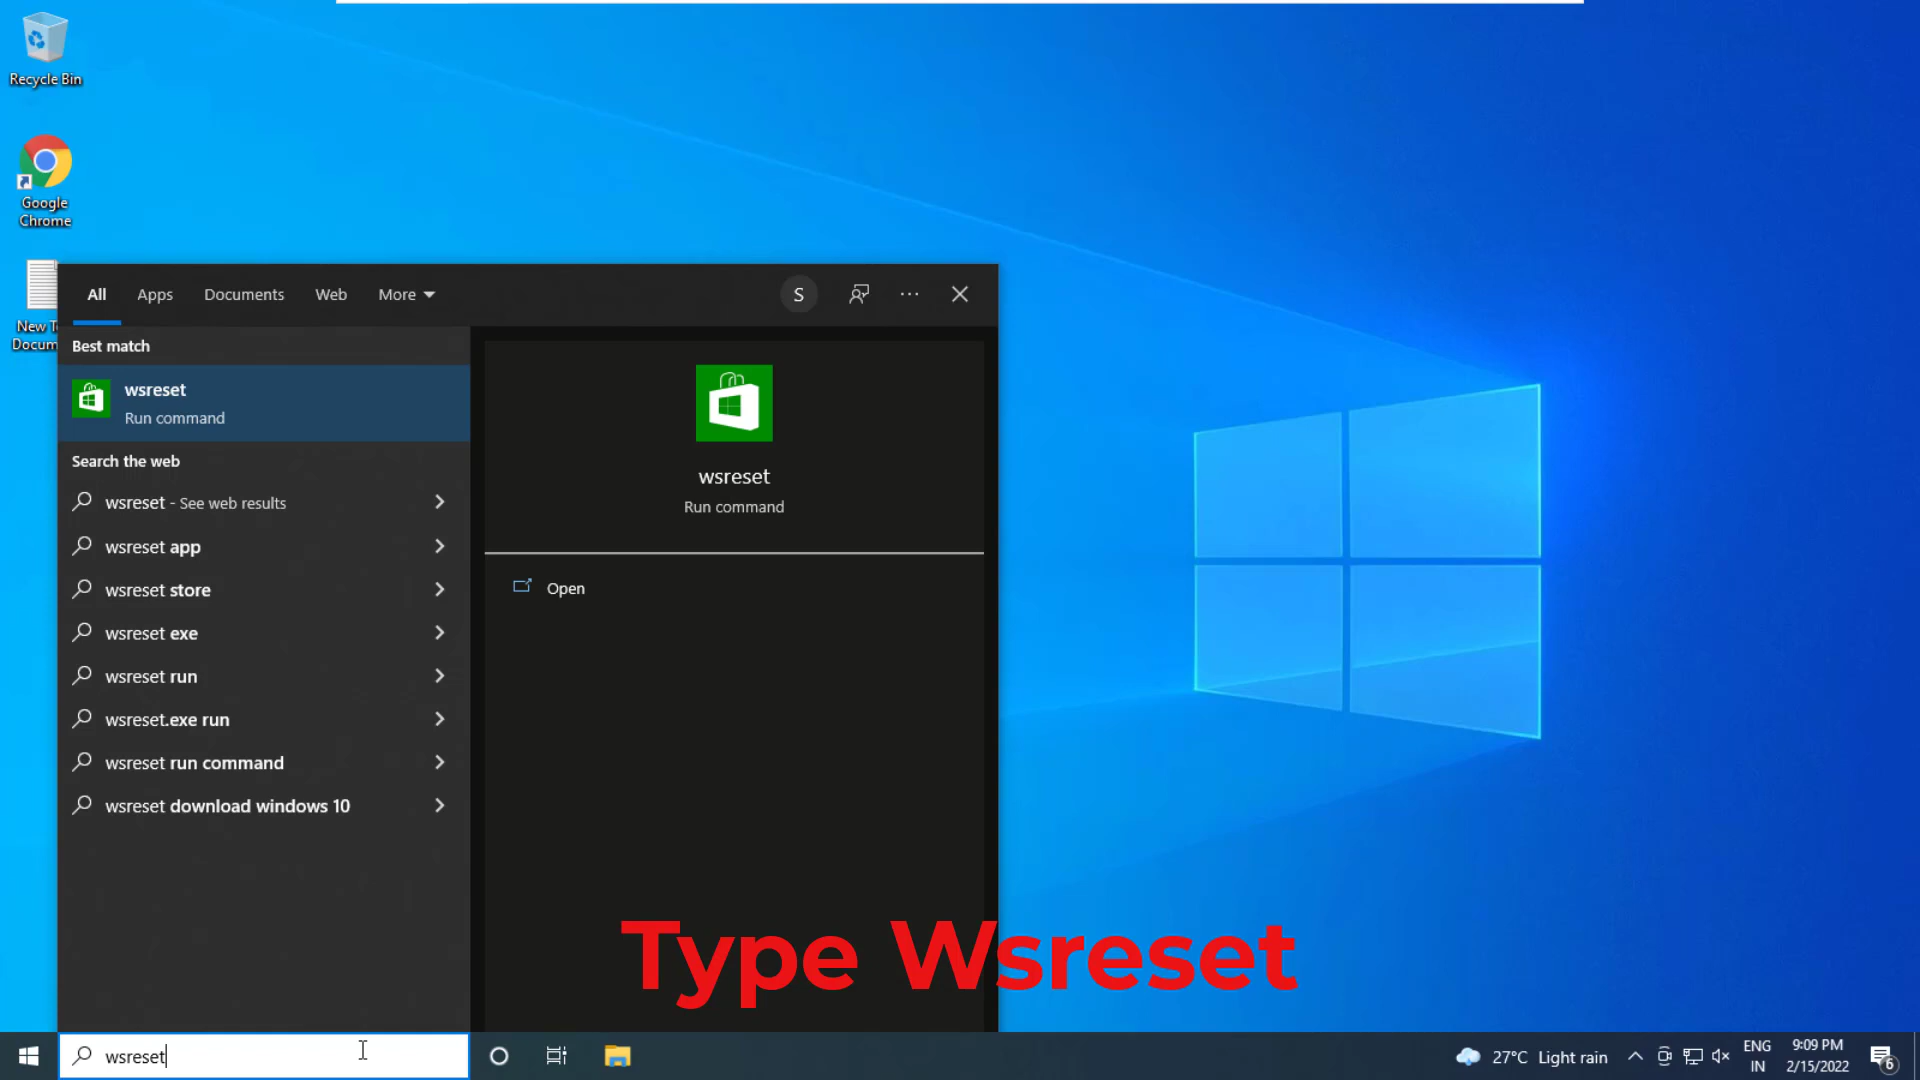 Recycle Bin
Google
Chrome
New T
Docum
All
Apps
Documents
Web
More
S
Best match
wsreset
Run command
Search the web
wsreset - See web results
wsreset app
wsreset store
wsreset exe
wsreset run
wsreset.exe run
wsreset run command
wsreset download windows 10
wsreset
Run command
Open
Type Wsreset
wsreset
27°C Light rain
ENG
IN
9:09 PM
2/15/2022
6